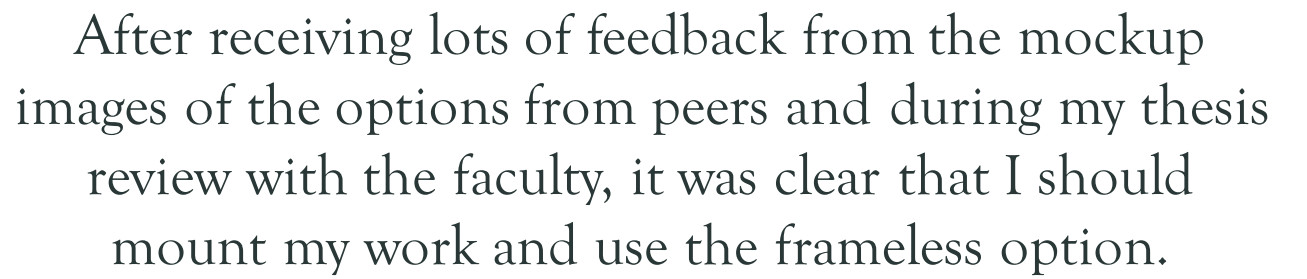 After receiving lots of feedback from the mockup
images of the options from peers and during my thesis
review with the faculty, it was clear that I should
mount my work and use the frameless option.